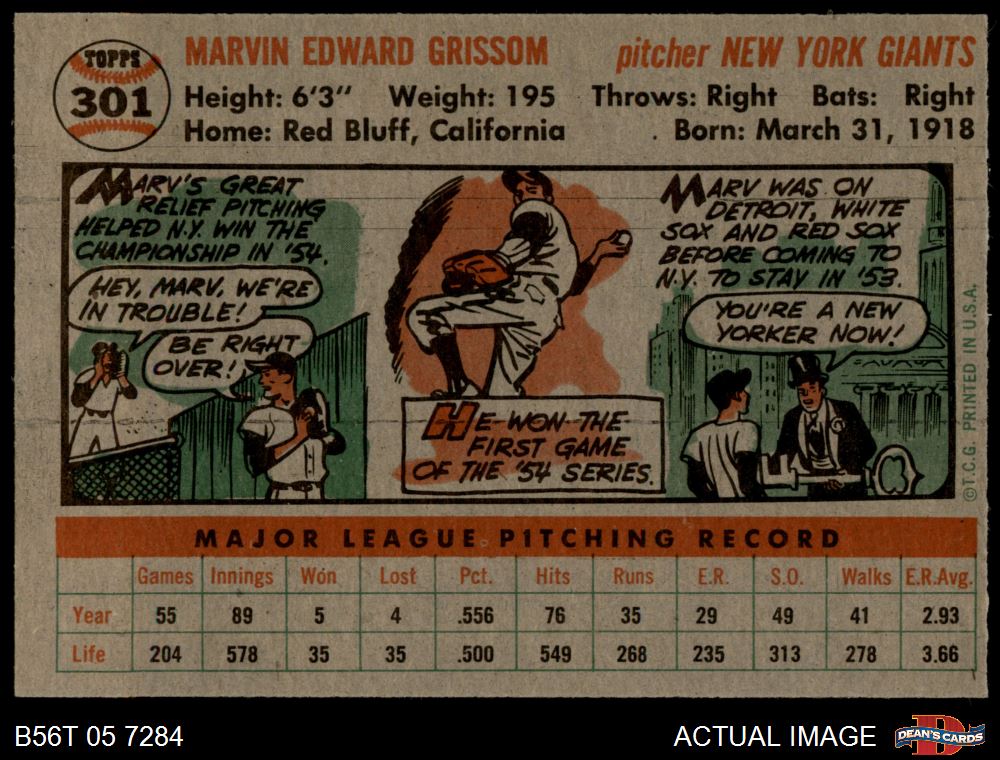 TOPPS
301
MARVIN EDWARD GRISSOM
pitcher NEW YORK GIANTS
Height: 6'3" Weight: 195 Throws: Right Bats: Right
Home: Red Bluff, California Born: March 31, 1918
MARV'S GREAT
RELIEF PITCHING
HELPED N.Y. WIN THE
CHAMPIONSHIP IN '54.
HEY, MARV, WE'RE
IN TROUBLE!
BE RIGHT
OVER!
HE WON THE
FIRST GAME
OF THE '54 SERIES.
MARV WAS ON
DETROIT, WHITE
SOX AND RED SOX
BEFORE COMING TO
N.Y. TO STAY IN '53.
YOU'RE A NEW
YORKER NOW!
©T.C.G. PRINTED IN U.S.A.
MAJOR LEAGUE PITCHING RECORD
Games Innings Won Lost Pct. Hits Runs E.R. S.O. Walks E.R.Avg.
Year 55 89 5 4 .556 76 35 29 49 41 2.93
Life 204 578 35 35 .500 549 268 235 313 278 3.66
B56T 05 7284
ACTUAL IMAGE
DEAN'S CARDS